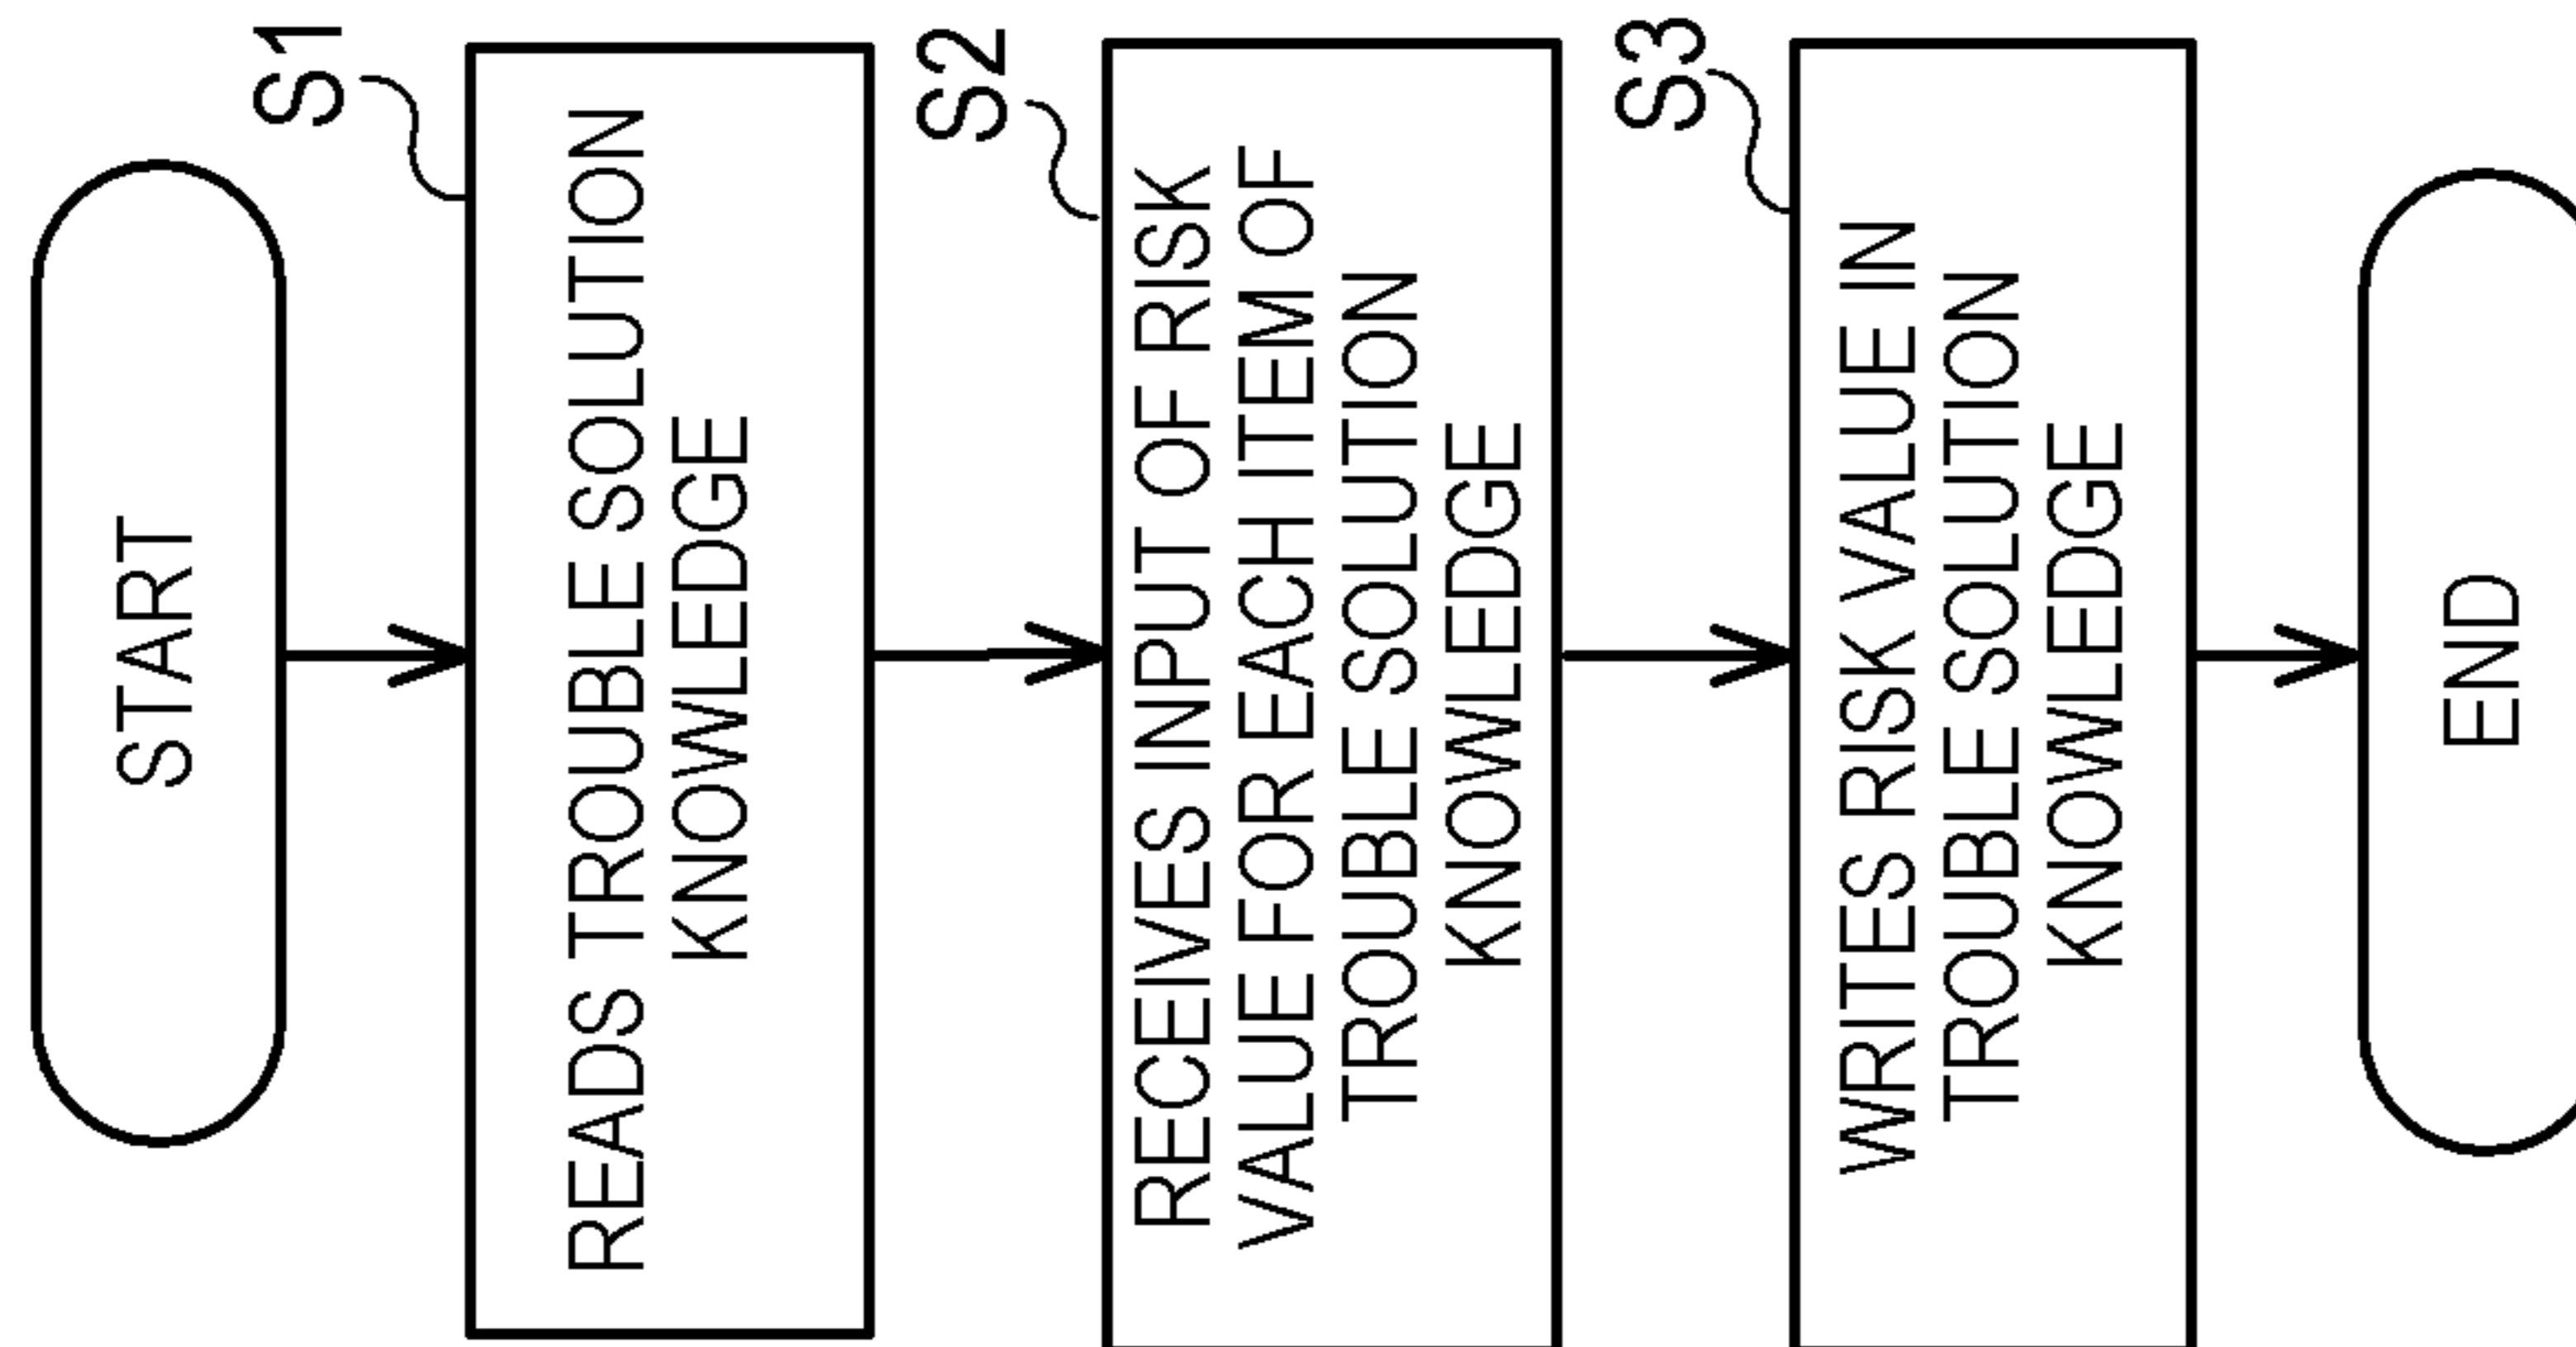 START
S1
READS TROUBLE SOLUTION
KNOWLEDGE
S2
RECEIVES INPUT OF RISK
VALUE FOR EACH ITEM OF
TROUBLE SOLUTION
KNOWLEDGE
S3
WRITES RISK VALUE IN
TROUBLE SOLUTION
KNOWLEDGE
END